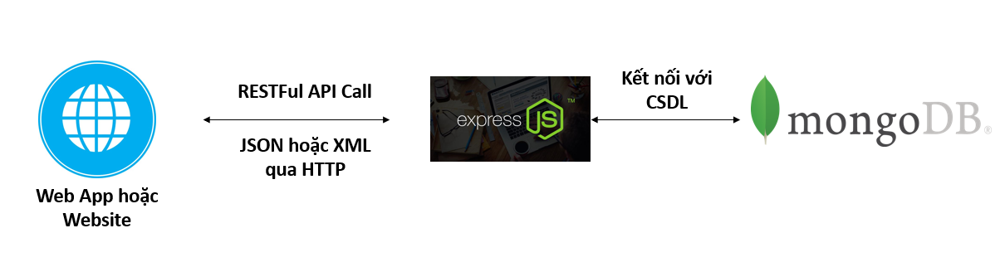 RESTFul API Call
JSON hoặc XML
qua HTTP
Web App hoặc
Website
express JS ™
Kết nối với
CSDL
mongoDB®